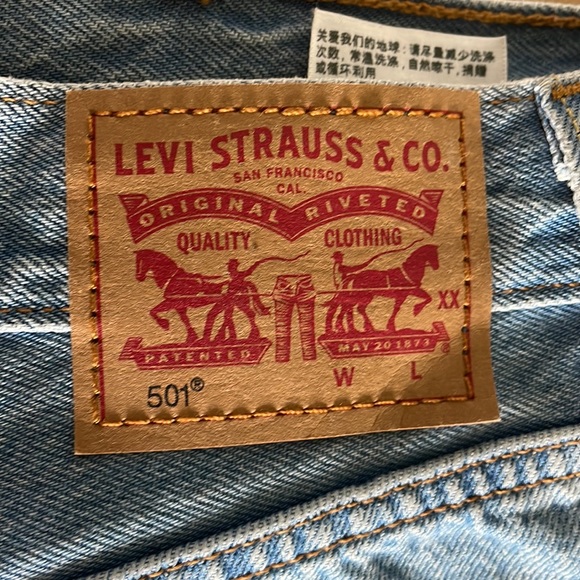 关爱我们的地球:请尽量减少洗涤
次数,常温洗涤,自然晾干,捐赠
或循环利用
LEVI STRAUSS & CO.
SAN FRANCISCO
CAL.
ORIGINAL RIVETED
QUALITY CLOTHING
XX
PATENTED MAY 20 1873
501® W L ®